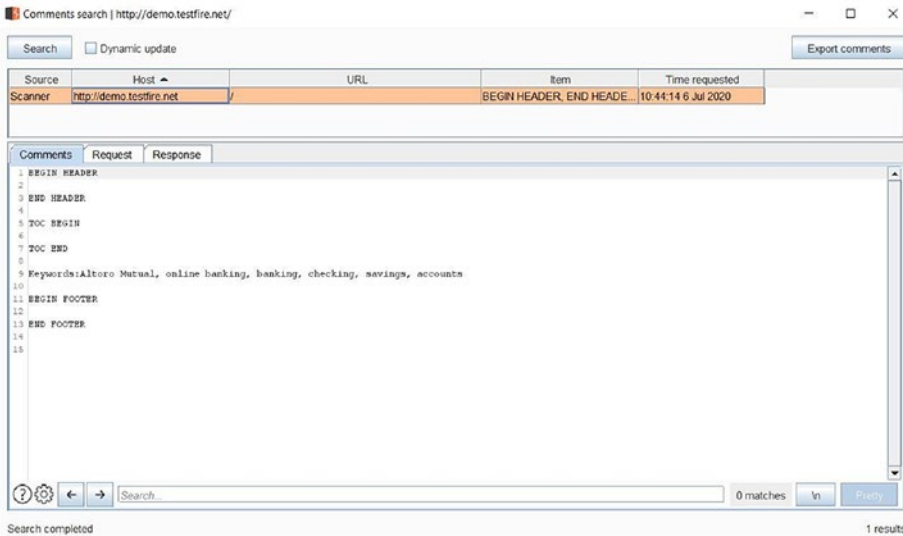 Comments search | http://demo.testfire.net/
Search Dynamic update Export comments
Source Host URL Item Time requested
Scanner http://demo.testfire.net / BEGIN HEADER, END HEADE... 10:44:14 6 Jul 2020
Comments Request Response
1 BEGIN HEADER
2
3 END HEADER
4
5 TOC BEGIN
6
7 TOC END
8
9 Keywords:Altoro Mutual, online banking, banking, checking, savings, accounts
10
11 BEGIN FOOTER
12
13 END FOOTER
14
15
Search... 0 matches \n Pretty
Search completed 1 results